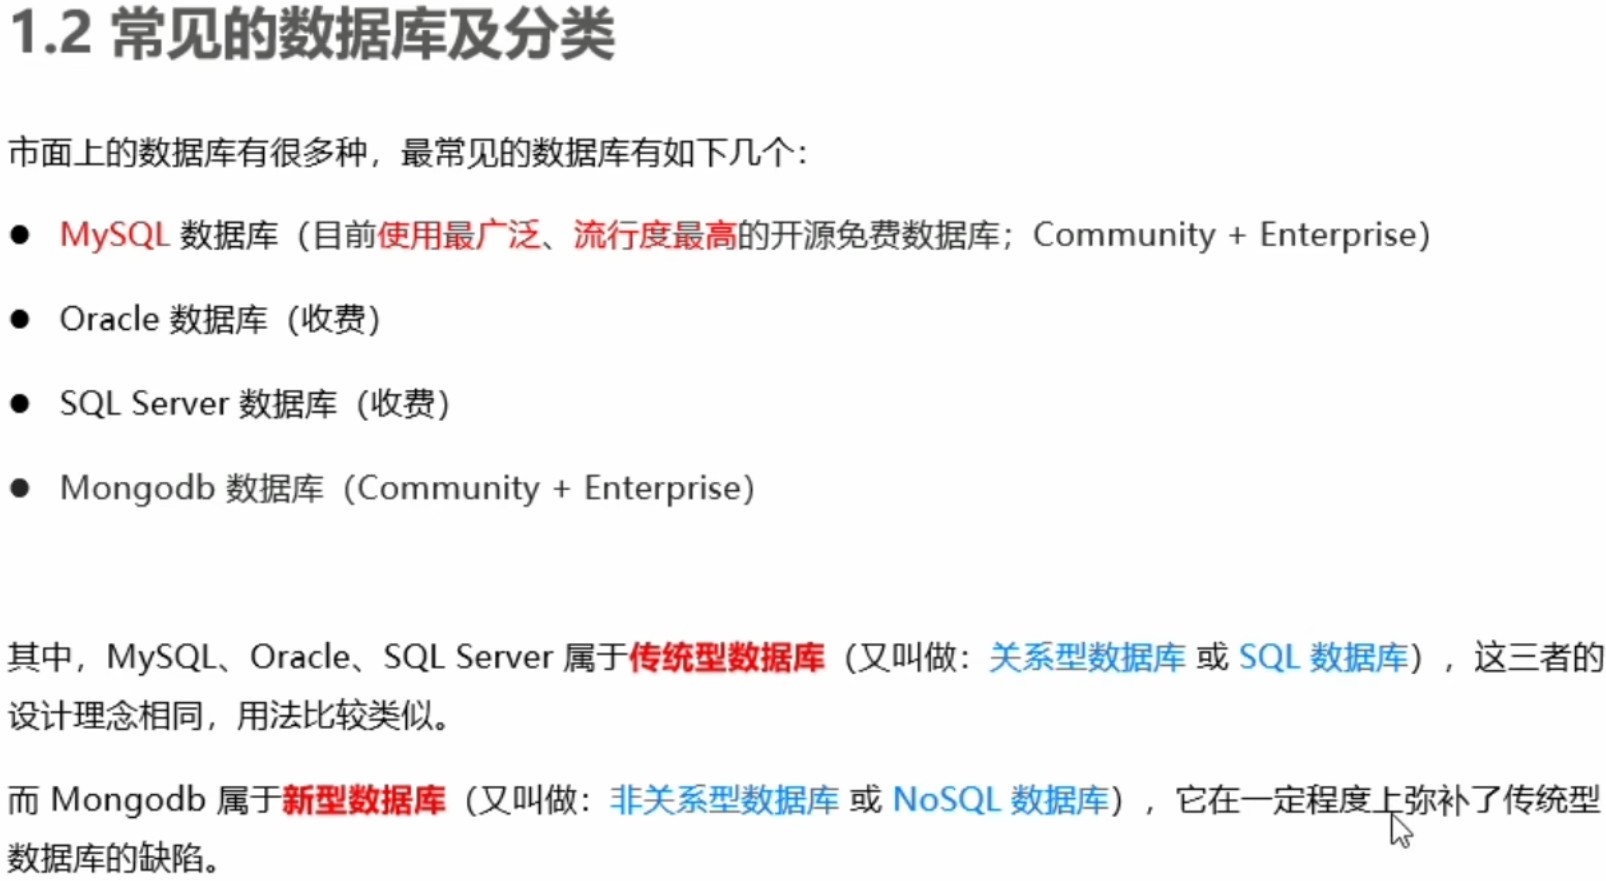 1.2 常见的数据库及分类
市面上的数据库有很多种，最常见的数据库有如下几个：
● MySQL 数据库（目前使用最广泛、流行度最高的开源免费数据库；Community + Enterprise）
● Oracle 数据库（收费）
● SQL Server 数据库（收费）
● Mongodb 数据库（Community + Enterprise）
其中，MySQL、Oracle、SQL Server 属于传统型数据库（又叫做：关系型数据库 或 SQL 数据库），这三者的
设计理念相同，用法比较类似。
而 Mongodb 属于新型数据库（又叫做：非关系型数据库 或 NoSQL 数据库），它在一定程度上弥补了传统型
数据库的缺陷。